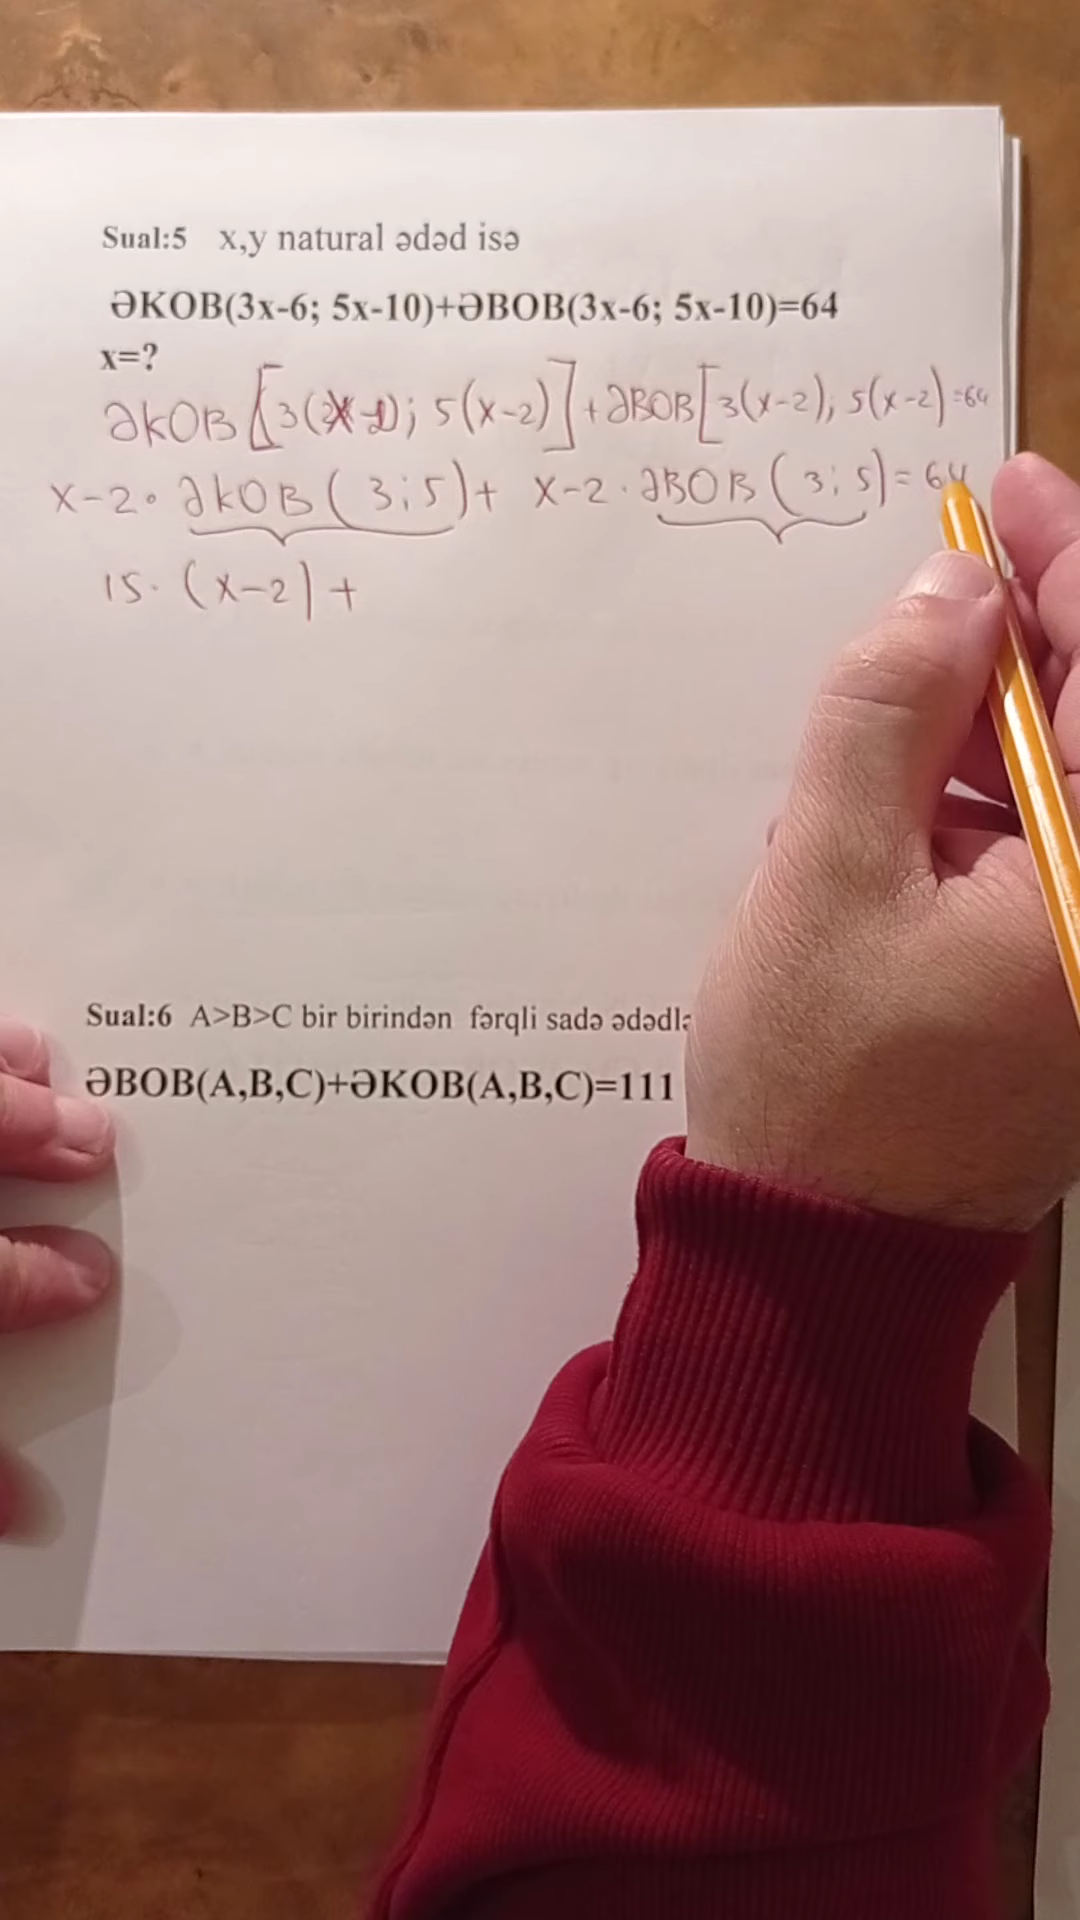 Sual:5 x,y natural ədəd isə
ƏKOB(3x-6; 5x-10)+ƏBOB(3x-6; 5x-10)=64
x=?
ƏKOB[3(x-2); 5(x-2)]+ƏBOB[3(x-2); 5(x-2)=64
x-2·ƏKOB(3;5)+ x-2·ƏBOB(3;5)=64
15·(x-2)+
Sual:6 A>B>C bir birindən fərqli sadə
ƏBOB(A,B,C)+ƏKOB(A,B,C)=111